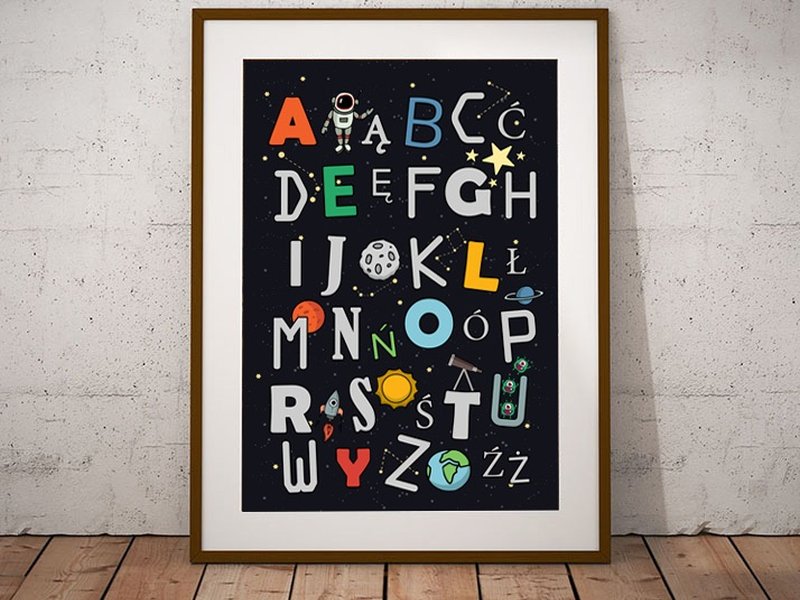 A Ą B C Ć
D E Ę F G H
I J K L Ł
M N Ń O Ó P
R S Ś T U
W Y Z Ź Ż